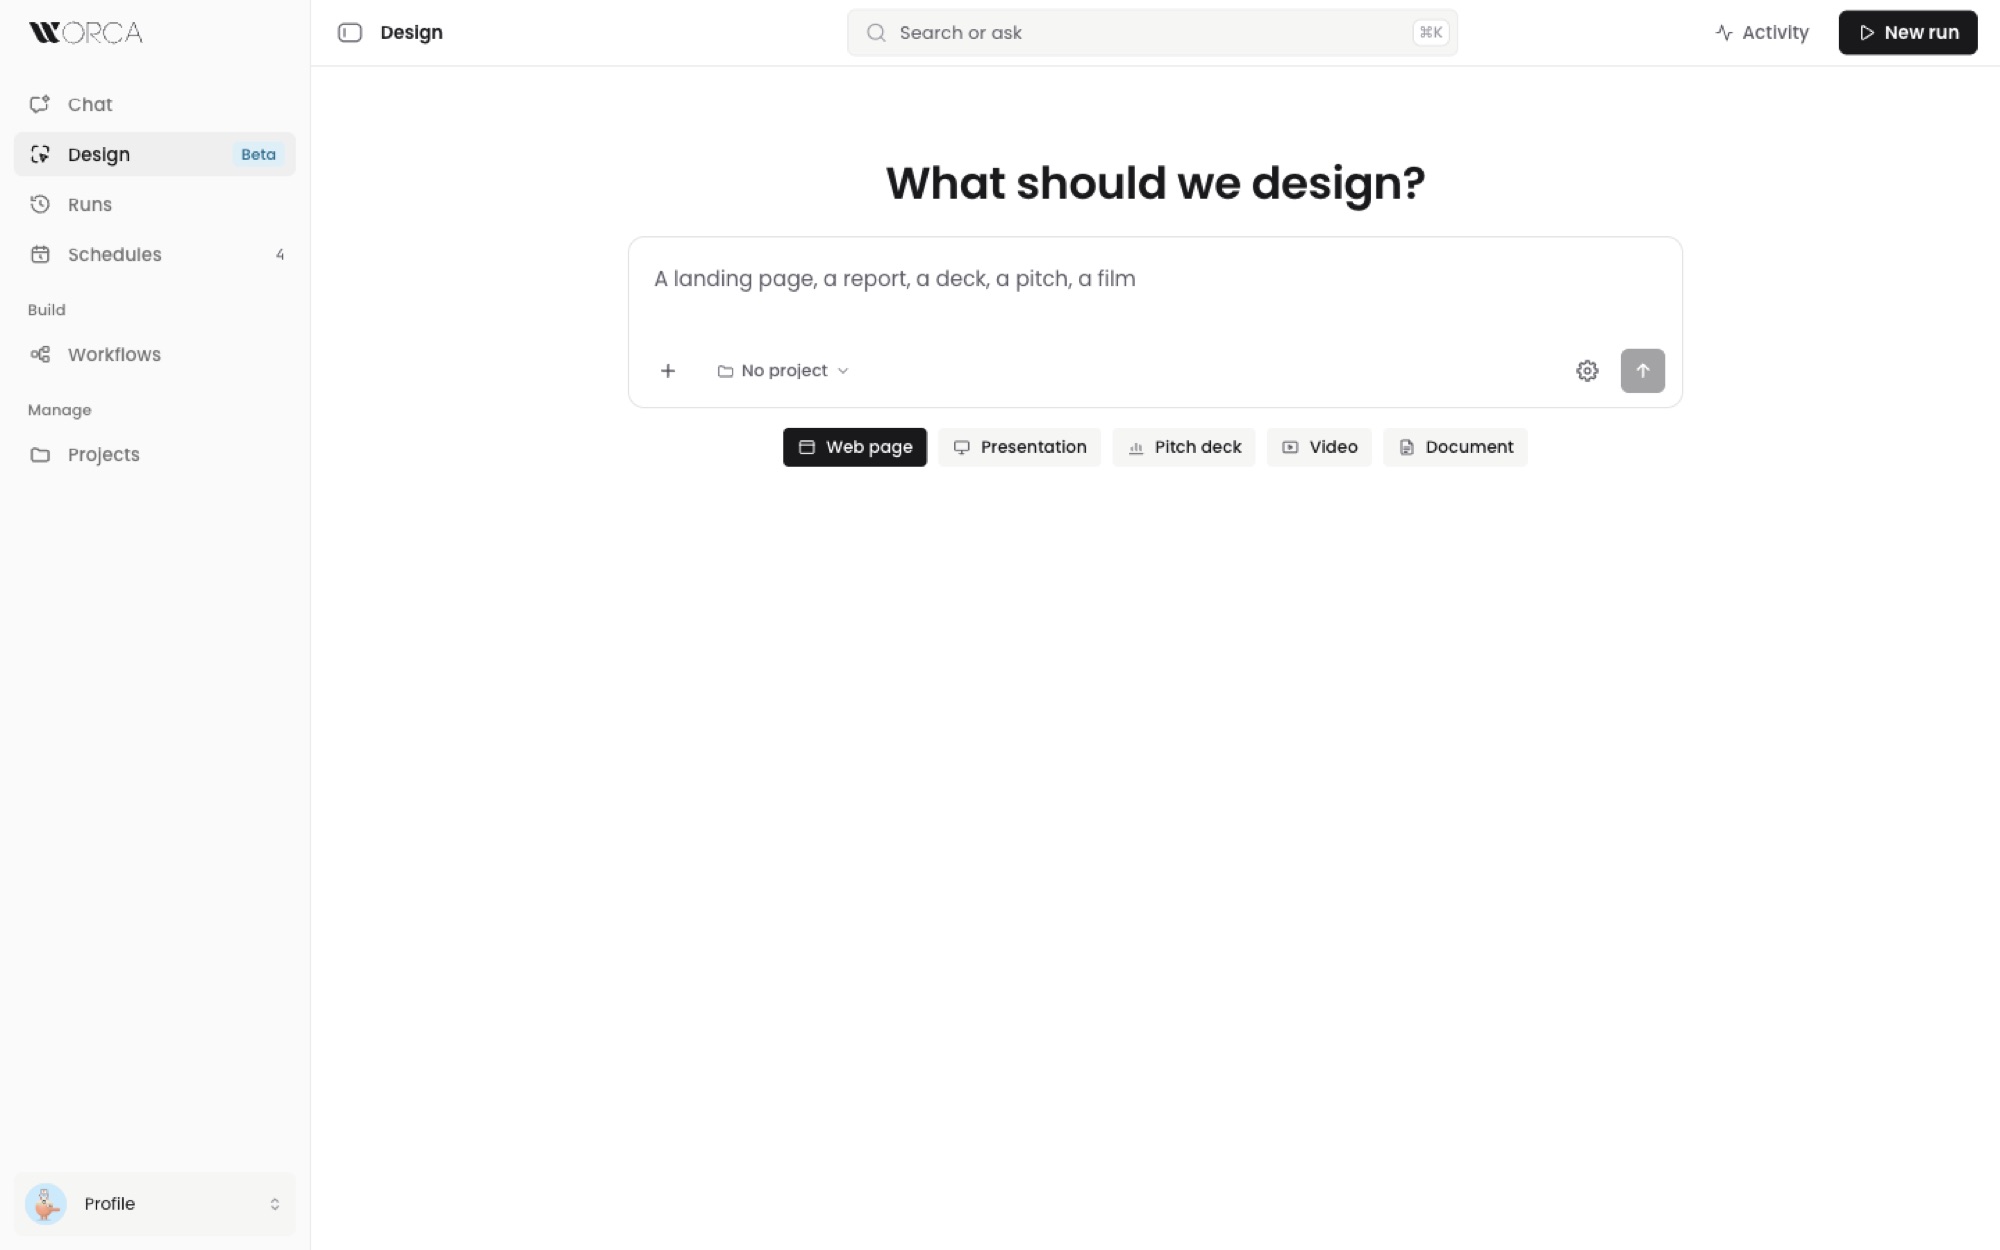 WORCA
Chat
Design Beta
Runs
Schedules 4
Build
Workflows
Manage
Projects
Profile
Design
Search or ask ⌘K
Activity
New run
What should we design?
A landing page, a report, a deck, a pitch, a film
No project
Web page Presentation Pitch deck Video Document